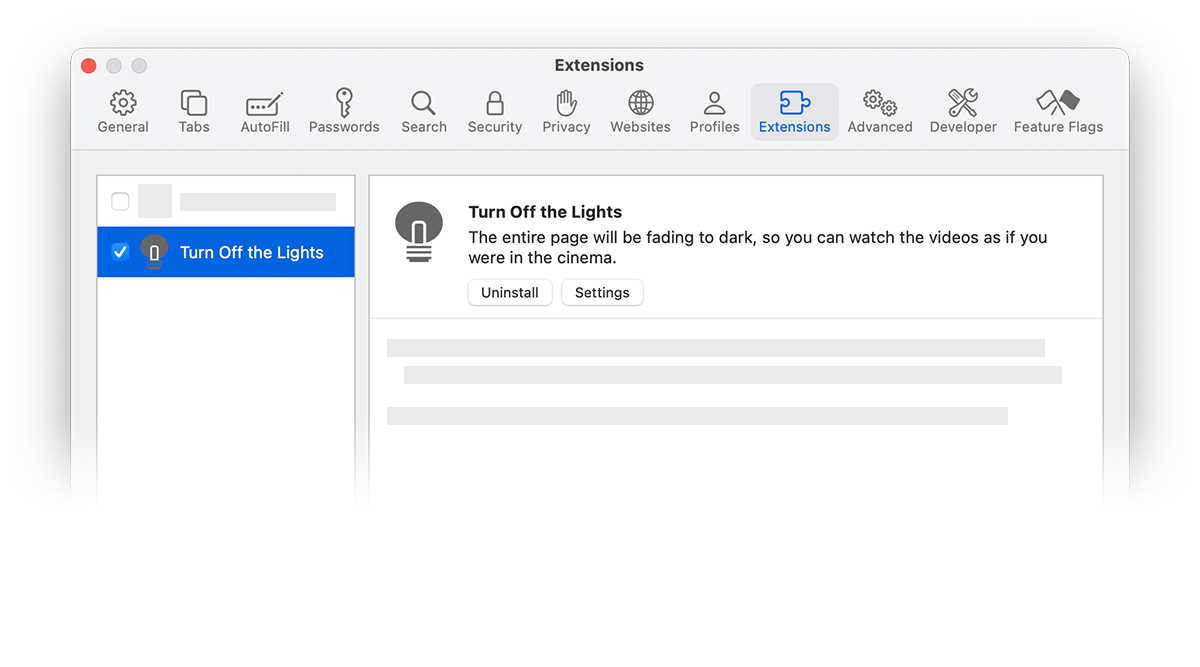 Extensions
General Tabs AutoFill Passwords Search Security Privacy Websites Profiles Extensions Advanced Developer Feature Flags
Turn Off the Lights
Turn Off the Lights
The entire page will be fading to dark, so you can watch the videos as if you
were in the cinema.
Uninstall Settings